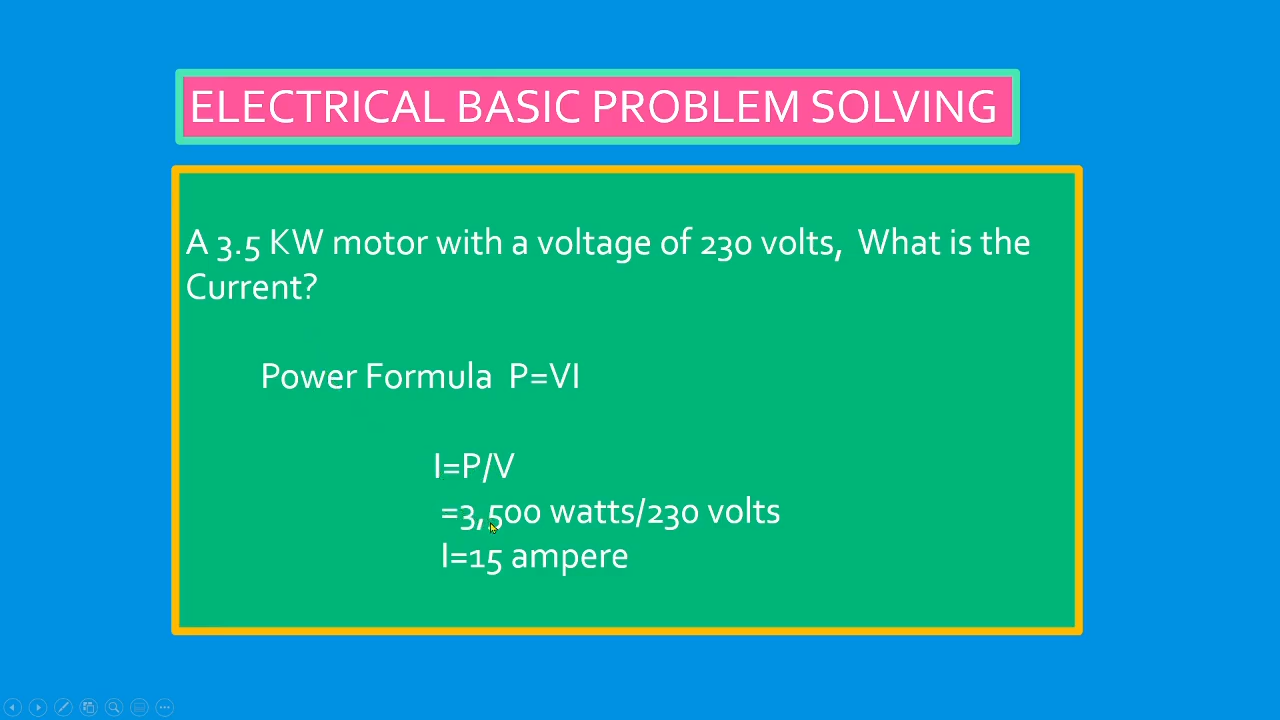 ELECTRICAL BASIC PROBLEM SOLVING
A 3.5 KW motor with a voltage of 230 volts,  What is the
Current?
Power Formula  P=VI
I=P/V
=3,500 watts/230 volts
I=15 ampere